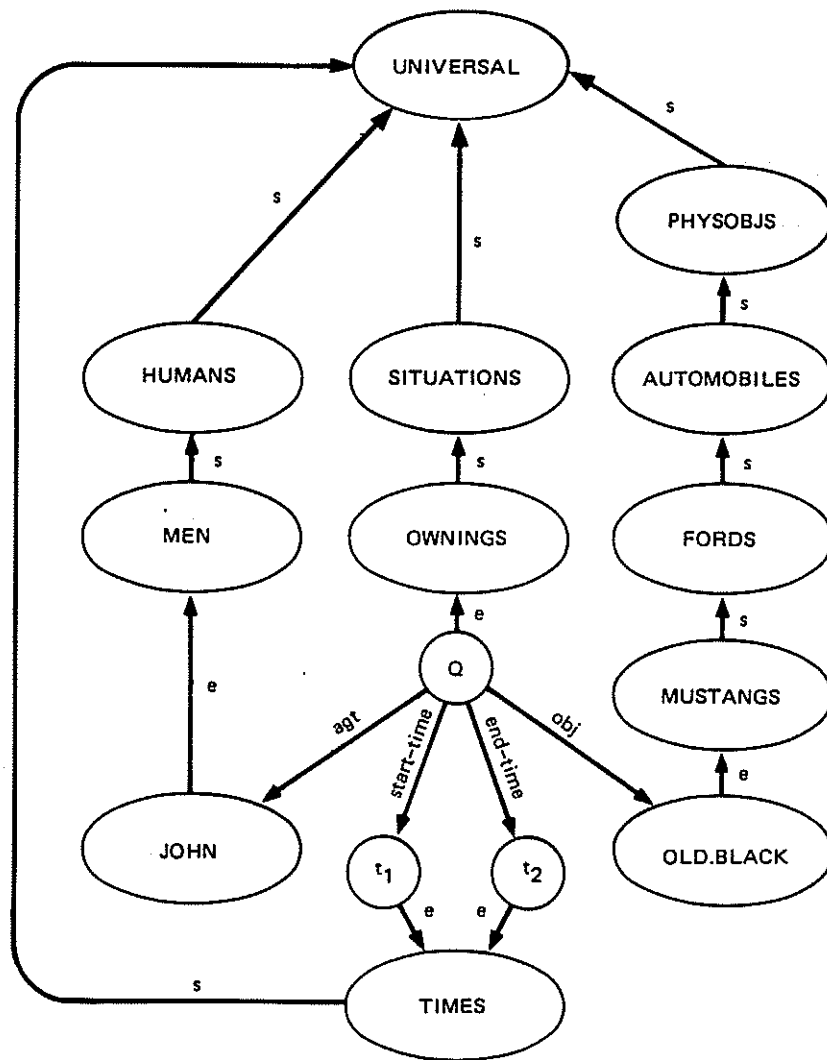 UNIVERSAL
s
s
s
PHYSOBJS
s
HUMANS
SITUATIONS
AUTOMOBILES
s
s
s
MEN
OWNINGS
FORDS
e
s
Q
e
MUSTANGS
agt
start-time
end-time
obj
e
JOHN
t1
t2
OLD.BLACK
e
e
s
TIMES